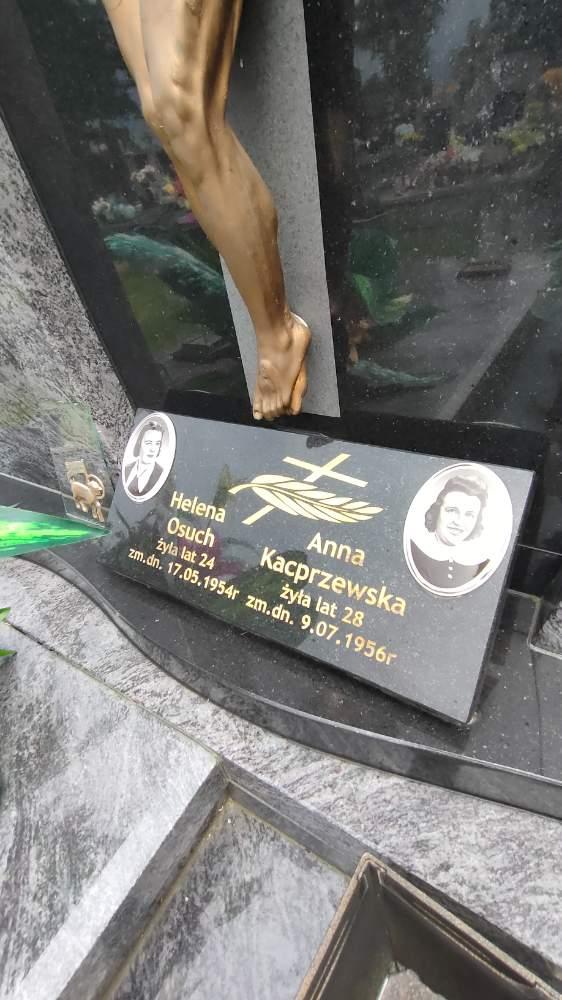 Helena
Osuch
żyła lat 24
zm.dn. 17.05.1954r
Anna
Kacprzewska
żyła lat 28
zm.dn. 9.07.1956r